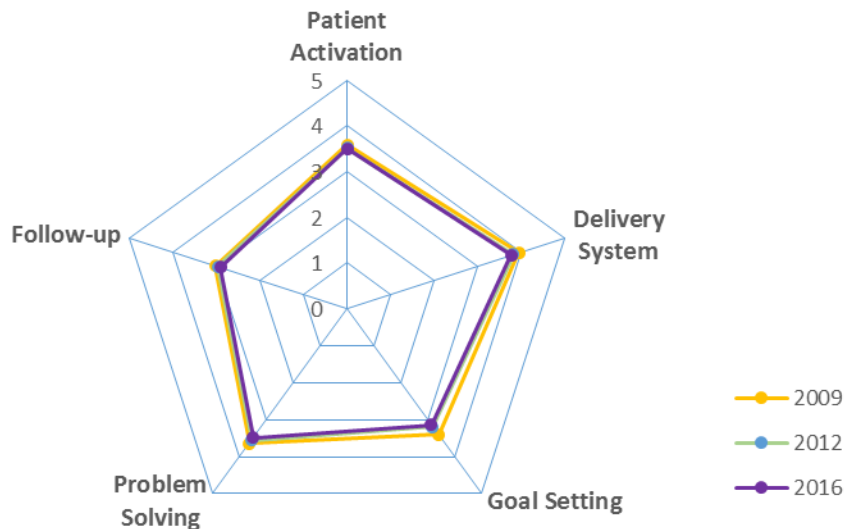 Patient
Activation
5
4
3
2
1
0
Follow-up
Delivery
System
Problem
Solving
Goal Setting
2009
2012
2016